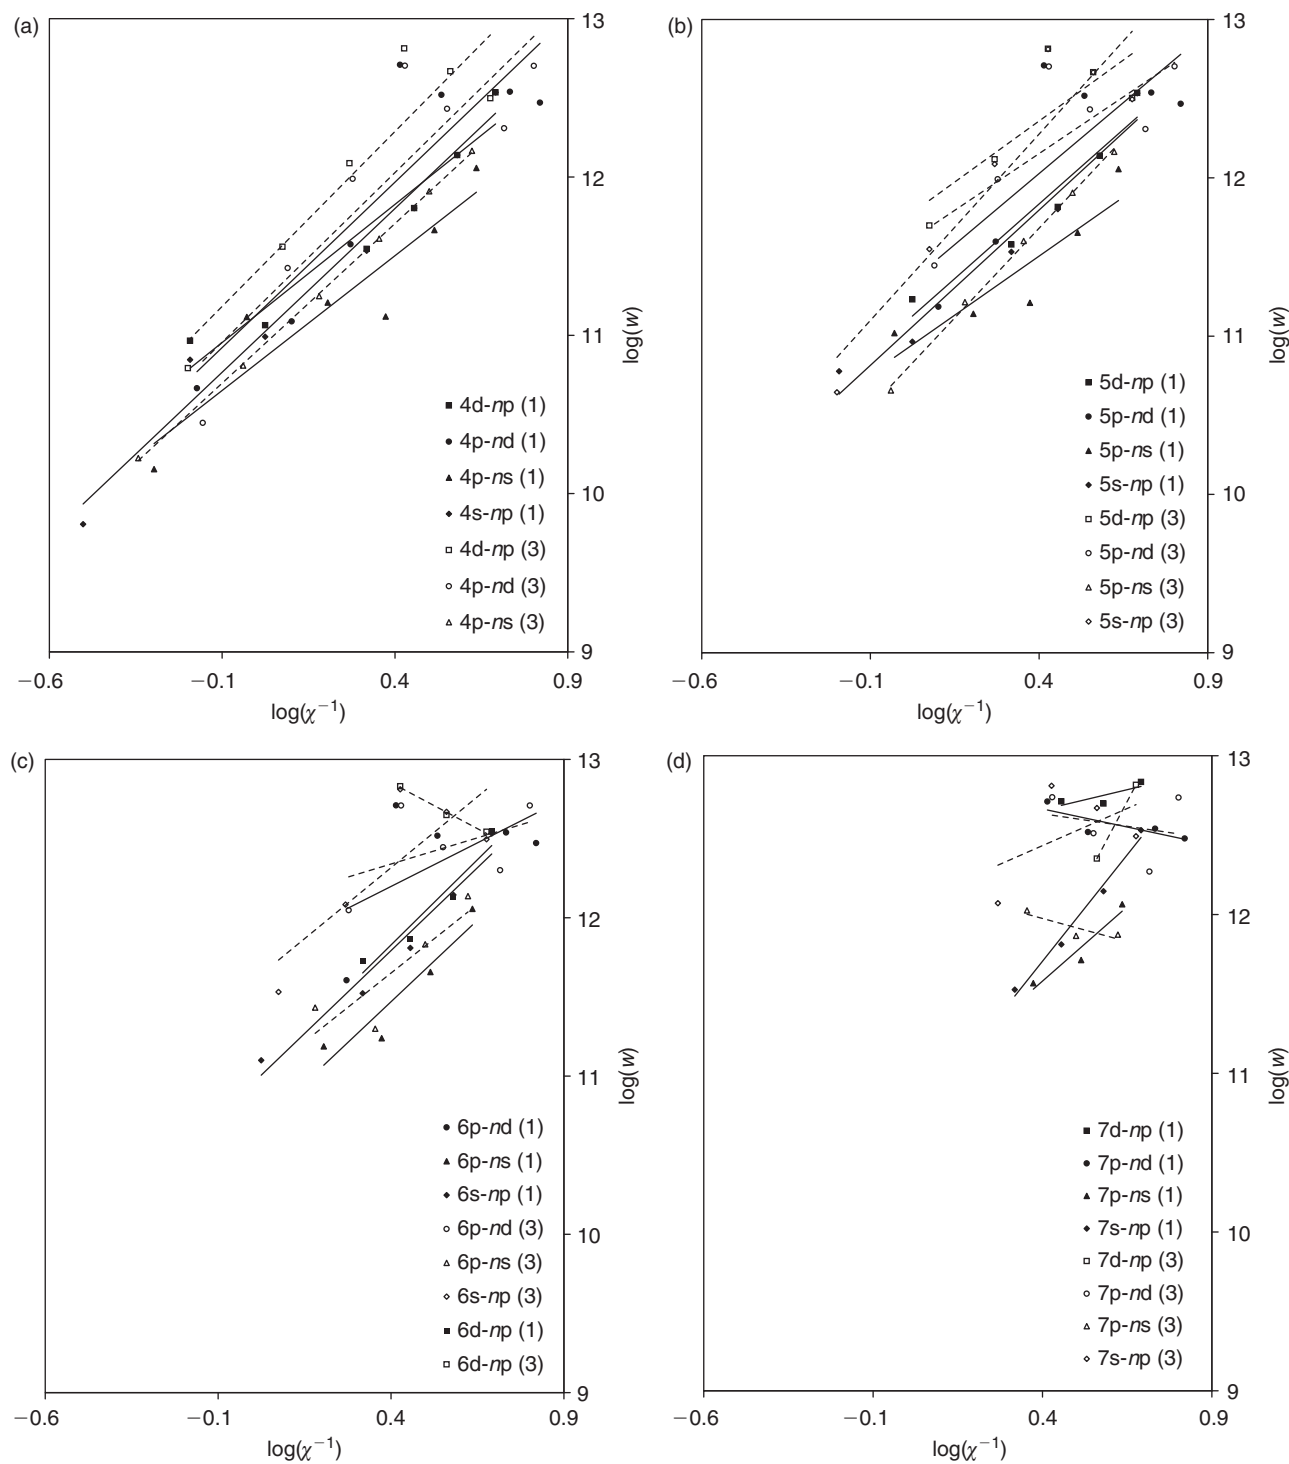 (a)
13
12
11
10
9
log(w)
4d-np (1)
4p-nd (1)
4p-ns (1)
4s-np (1)
4d-np (3)
4p-nd (3)
4p-ns (3)
−0.6
−0.1
0.4
0.9
log(χ⁻¹)
(b)
13
12
11
10
9
log(w)
5d-np (1)
5p-nd (1)
5p-ns (1)
5s-np (1)
5d-np (3)
5p-nd (3)
5p-ns (3)
5s-np (3)
−0.6
−0.1
0.4
0.9
log(χ⁻¹)
(c)
13
12
11
10
9
log(w)
6p-nd (1)
6p-ns (1)
6s-np (1)
6p-nd (3)
6p-ns (3)
6s-np (3)
6d-np (1)
6d-np (3)
−0.6
−0.1
0.4
0.9
log(χ⁻¹)
(d)
13
12
11
10
9
log(w)
7d-np (1)
7p-nd (1)
7p-ns (1)
7s-np (1)
7d-np (3)
7p-nd (3)
7p-ns (3)
7s-np (3)
−0.6
−0.1
0.4
0.9
log(χ⁻¹)